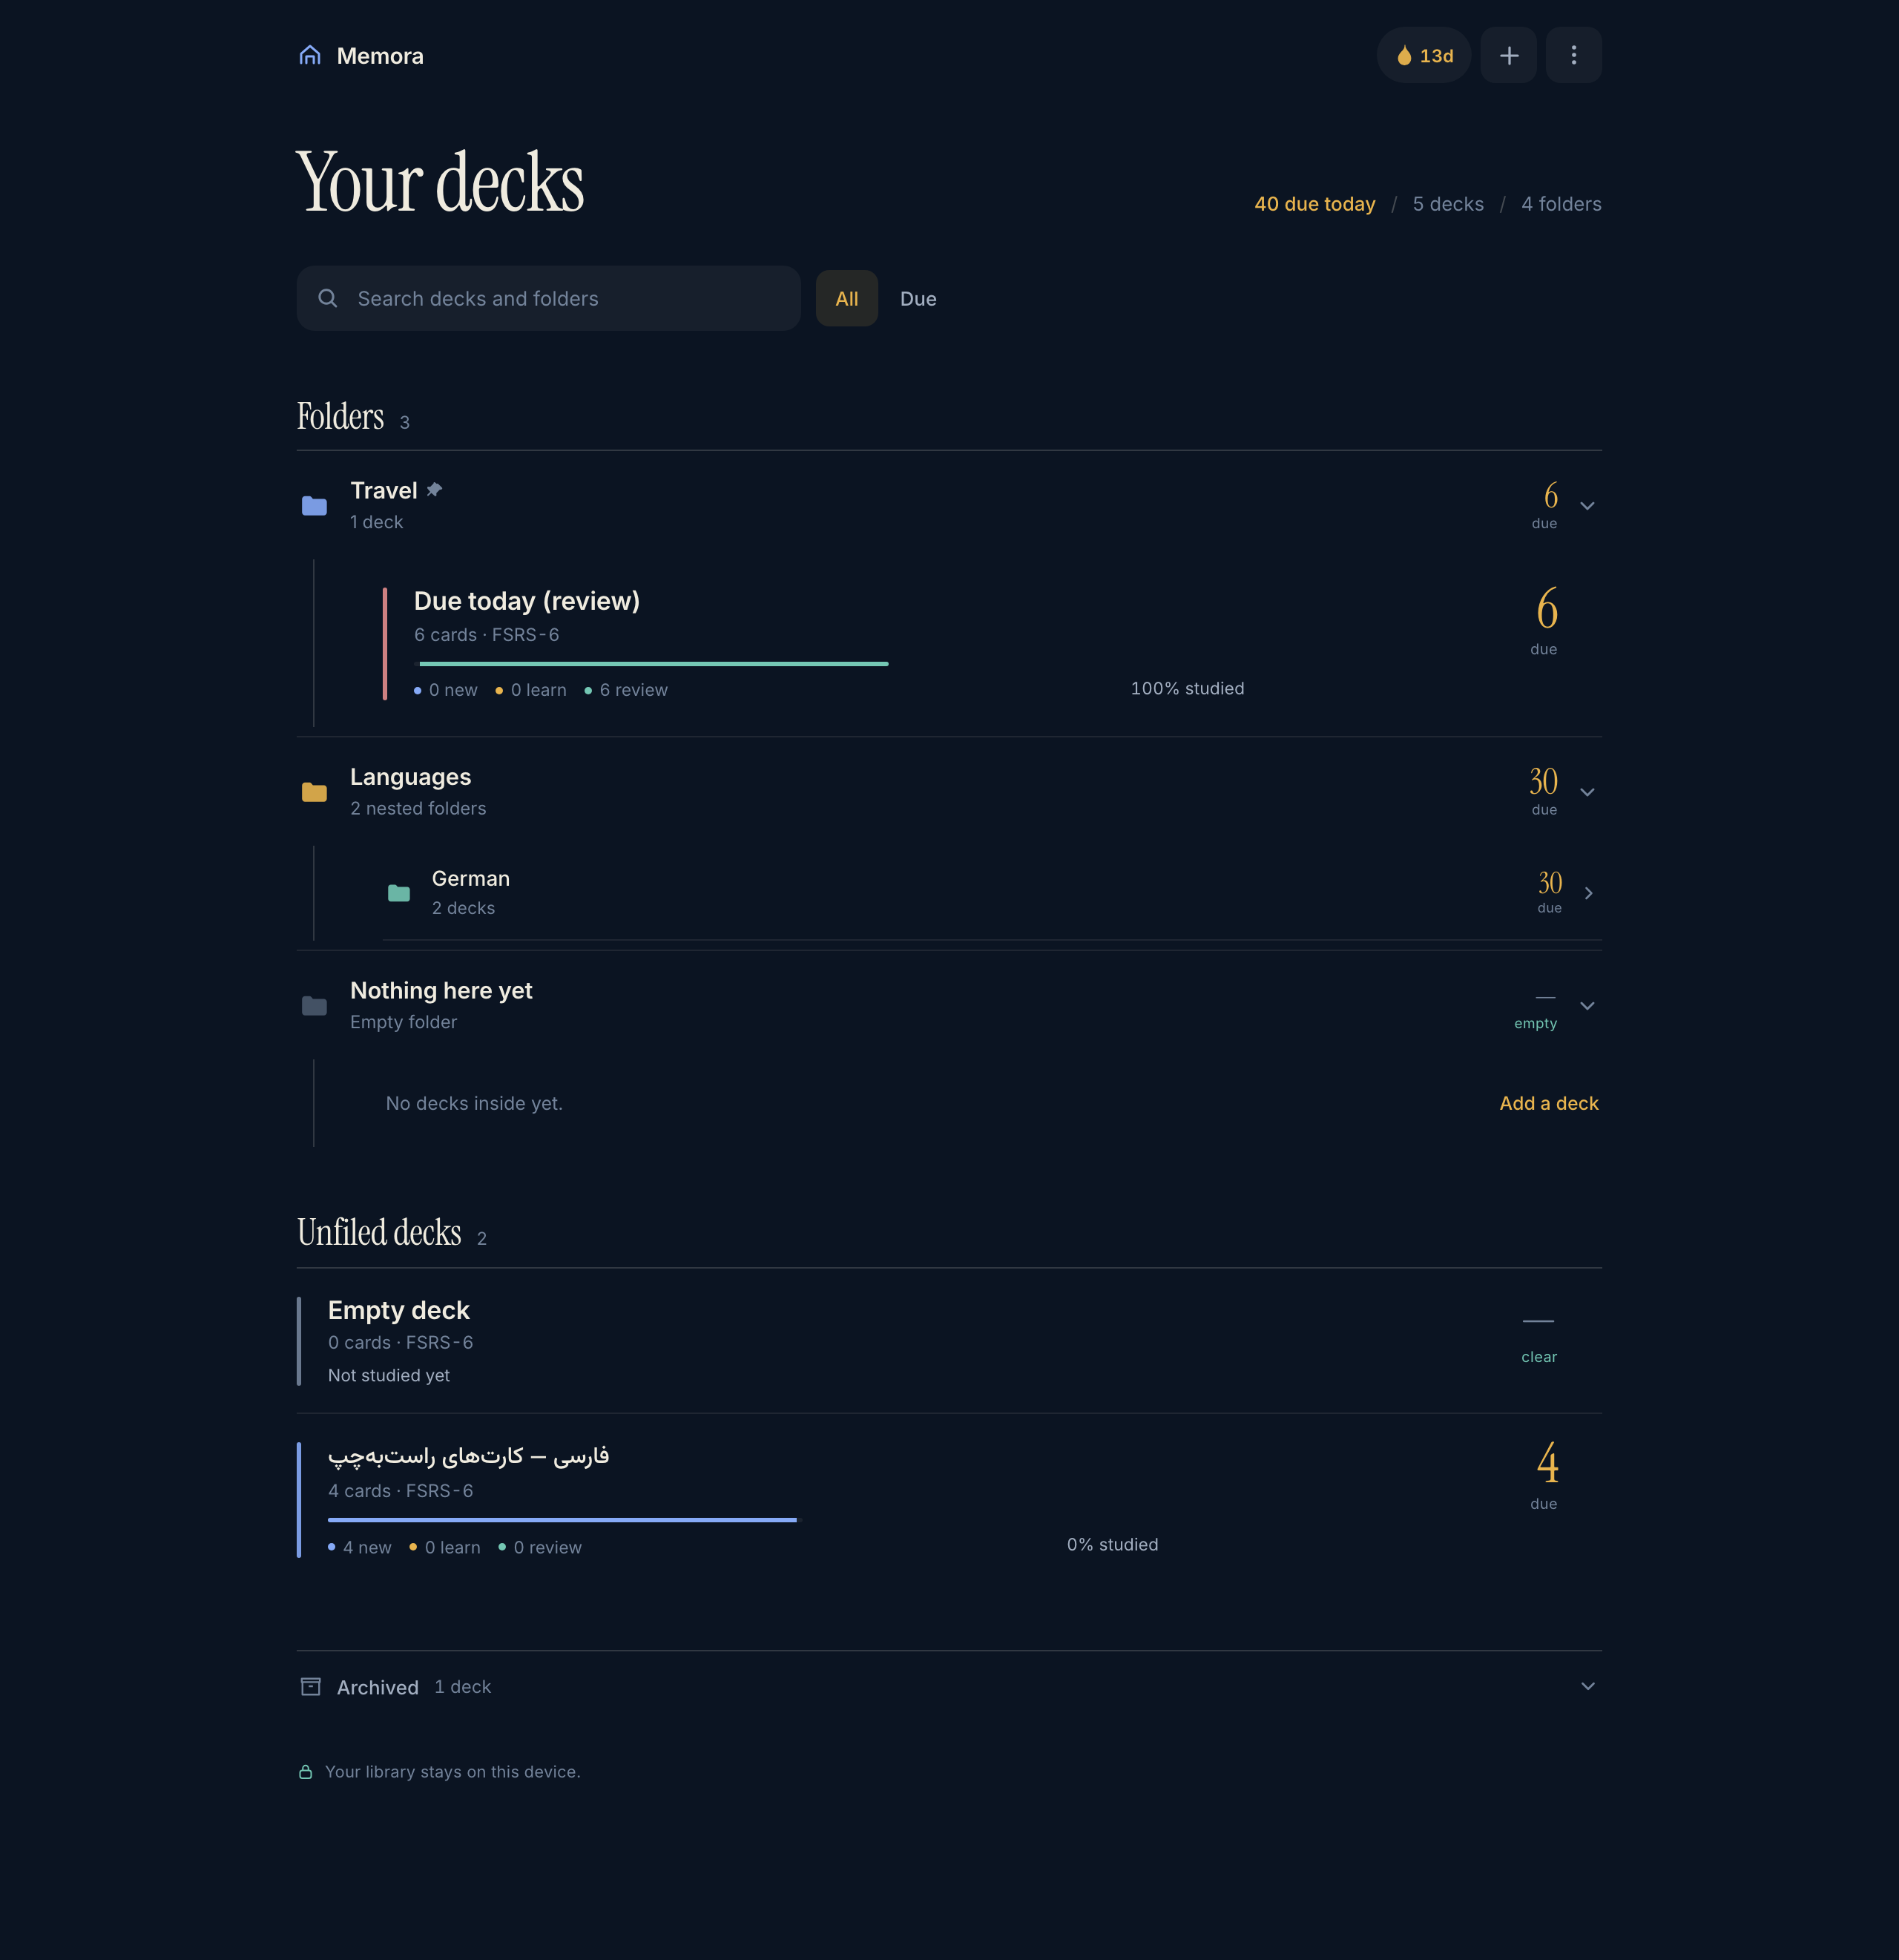 Memora
13d
Your decks
40 due today / 5 decks / 4 folders
Search decks and folders
All
Due
Folders 3
Travel
1 deck
6
due
Due today (review)
6 cards · FSRS-6
0 new 0 learn 6 review
100% studied
6
due
Languages
2 nested folders
30
due
German
2 decks
30
due
Nothing here yet
Empty folder
—
empty
No decks inside yet.
Add a deck
Unfiled decks 2
Empty deck
0 cards · FSRS-6
Not studied yet
—
clear
فارسی — کارت‌های راست‌به‌چپ
4 cards · FSRS-6
4 new 0 learn 0 review
0% studied
4
due
Archived 1 deck
Your library stays on this device.